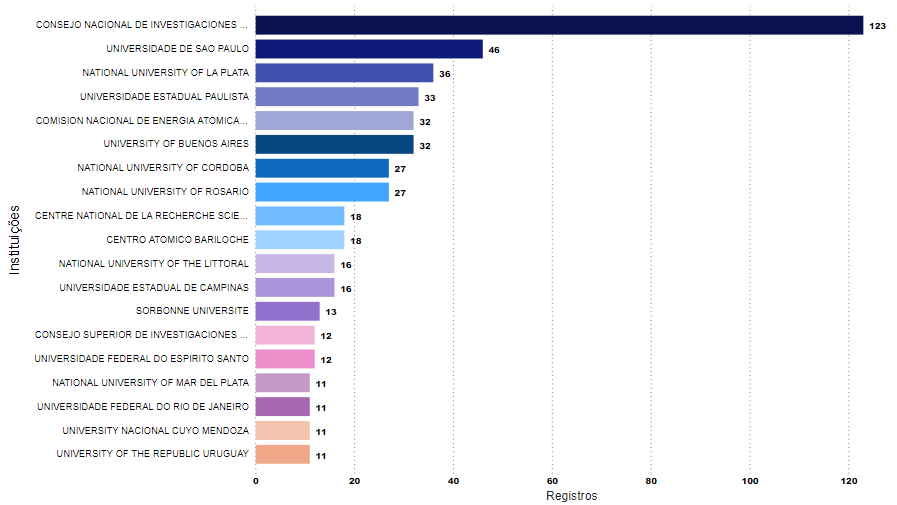 CONSEJO NACIONAL DE INVESTIGACIONES ... 123
UNIVERSIDADE DE SAO PAULO 46
NATIONAL UNIVERSITY OF LA PLATA 36
UNIVERSIDADE ESTADUAL PAULISTA 33
COMISION NACIONAL DE ENERGIA ATOMICA... 32
UNIVERSITY OF BUENOS AIRES 32
NATIONAL UNIVERSITY OF CORDOBA 27
NATIONAL UNIVERSITY OF ROSARIO 27
CENTRE NATIONAL DE LA RECHERCHE SCIE... 18
CENTRO ATOMICO BARILOCHE 18
NATIONAL UNIVERSITY OF THE LITTORAL 16
UNIVERSIDADE ESTADUAL DE CAMPINAS 16
SORBONNE UNIVERSITE 13
CONSEJO SUPERIOR DE INVESTIGACIONES ... 12
UNIVERSIDADE FEDERAL DO ESPIRITO SANTO 12
NATIONAL UNIVERSITY OF MAR DEL PLATA 11
UNIVERSIDADE FEDERAL DO RIO DE JANEIRO 11
UNIVERSITY NACIONAL CUYO MENDOZA 11
UNIVERSITY OF THE REPUBLIC URUGUAY 11
Instituições
0 20 40 60 80 100 120
Registros